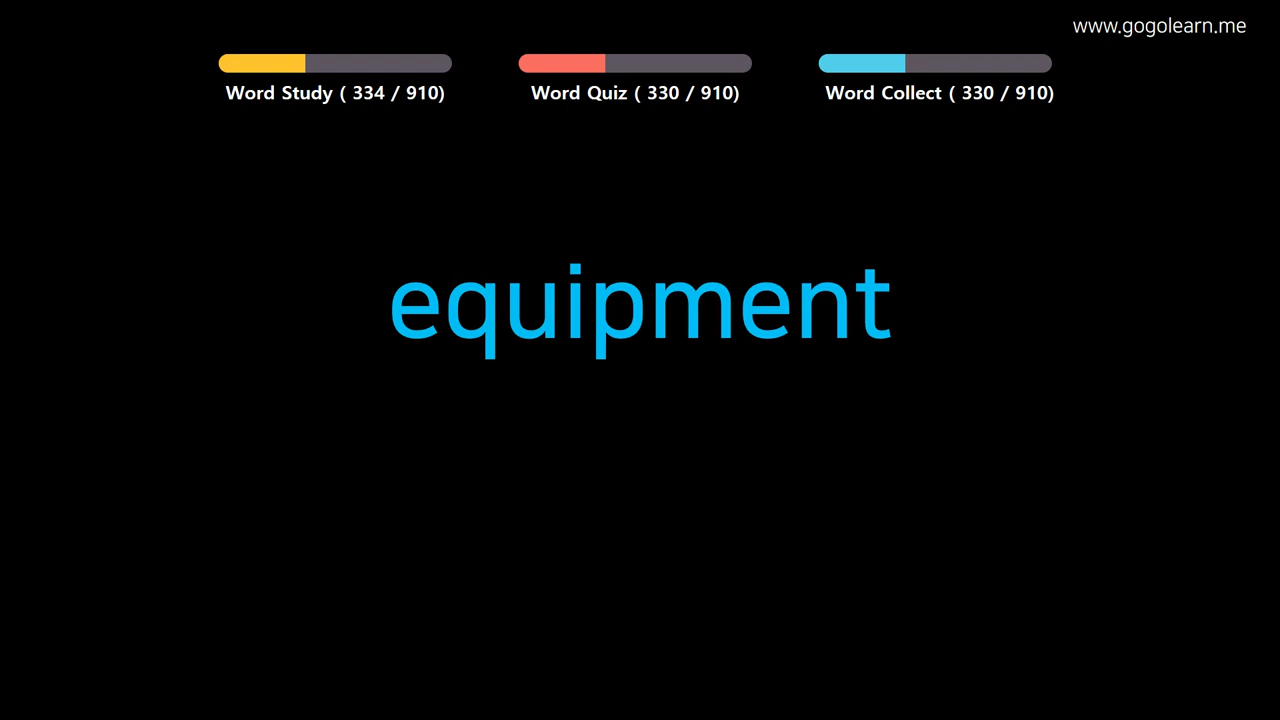 www.gogolearn.me
Word Study ( 334 / 910)
Word Quiz ( 330 / 910)
Word Collect ( 330 / 910)
equipment